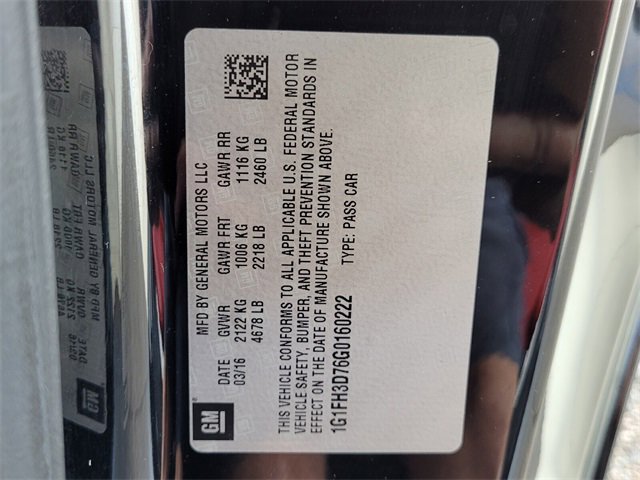 MFD BY GENERAL MOTORS LLC
DATE GVWR GAWR FRT GAWR RR
03/16 2122 KG 1006 KG 1116 KG
4678 LB 2218 LB 2460 LB
THIS VEHICLE CONFORMS TO ALL APPLICABLE U.S. FEDERAL MOTOR
VEHICLE SAFETY, BUMPER, AND THEFT PREVENTION STANDARDS IN
EFFECT ON THE DATE OF MANUFACTURE SHOWN ABOVE.
1G1FH3D76G0160222 TYPE: PASS CAR
GM